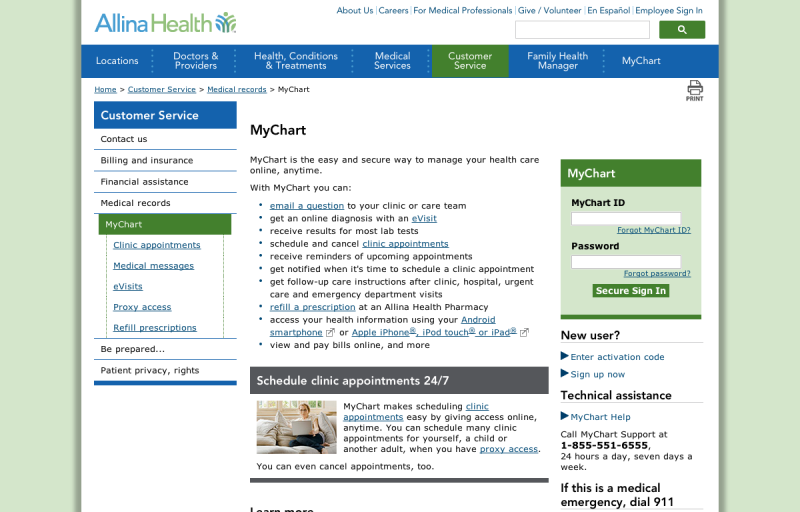 About Us | Careers | For Medical Professionals | Give / Volunteer | En Español | Employee Sign In
Allina Health
Locations
Doctors &
Providers
Health, Conditions
& Treatments
Medical
Services
Customer
Service
Family Health
Manager
MyChart
Home > Customer Service > Medical records > MyChart
PRINT
Customer Service
Contact us
Billing and insurance
Financial assistance
Medical records
MyChart
Clinic appointments
Medical messages
eVisits
Proxy access
Refill prescriptions
Be prepared...
Patient privacy, rights
MyChart
MyChart is the easy and secure way to manage your health care
online, anytime.
With MyChart you can:
• email a question to your clinic or care team
• get an online diagnosis with an eVisit
• receive results for most lab tests
• schedule and cancel clinic appointments
• receive reminders of upcoming appointments
• get notified when it's time to schedule a clinic appointment
• get follow-up care instructions after clinic, hospital, urgent
care and emergency department visits
• refill a prescription at an Allina Health Pharmacy
• access your health information using your Android
smartphone or Apple iPhone®, iPod touch® or iPad®
• view and pay bills online, and more
Schedule clinic appointments 24/7
MyChart makes scheduling clinic
appointments easy by giving access online,
anytime. You can schedule many clinic
appointments for yourself, a child or
another adult, when you have proxy access.
You can even cancel appointments, too.
Learn more
MyChart
MyChart ID
Forgot MyChart ID?
Password
Forgot password?
Secure Sign In
New user?
Enter activation code
Sign up now
Technical assistance
MyChart Help
Call MyChart Support at
1-855-551-6555,
24 hours a day, seven days a
week.
If this is a medical
emergency, dial 911